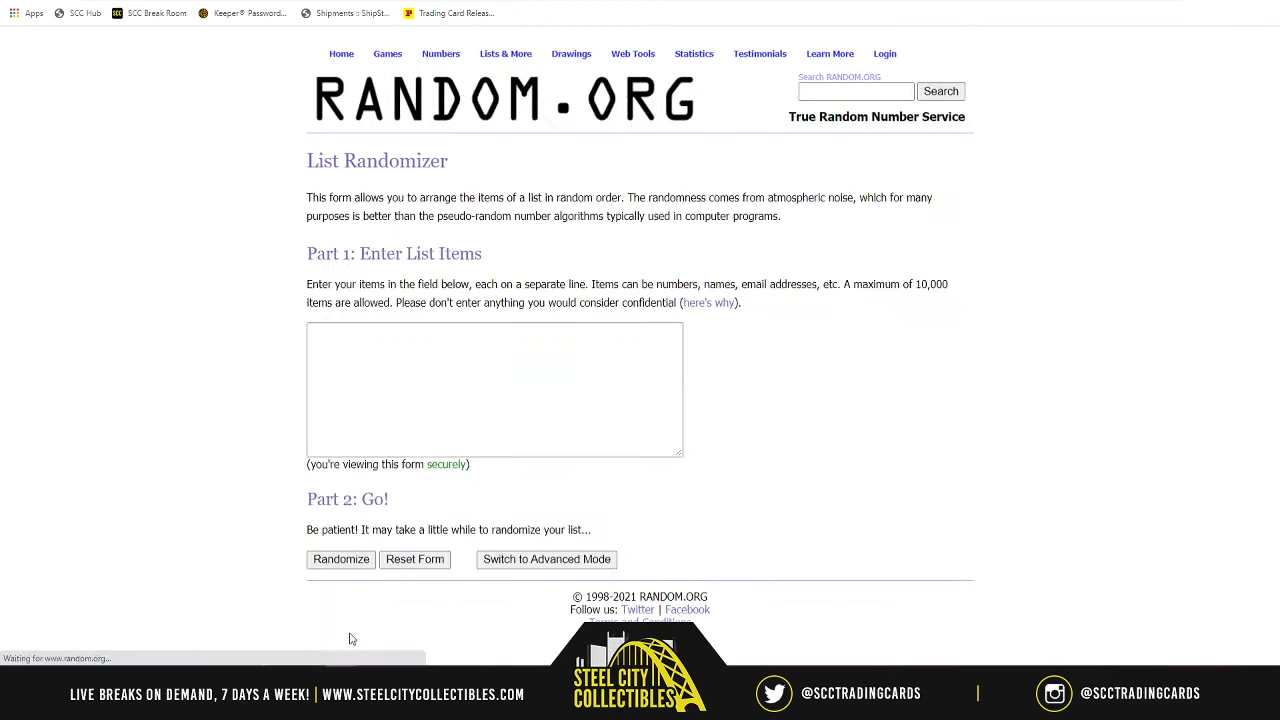 Apps SCC Hub SCC Break Room Keeper® Password... Shipments :: ShipSt... Trading Card Releas...
Home Games Numbers Lists & More Drawings Web Tools Statistics Testimonials Learn More Login
RANDOM.ORG
Search RANDOM.ORG
Search
True Random Number Service
List Randomizer
This form allows you to arrange the items of a list in random order. The randomness comes from atmospheric noise, which for many
purposes is better than the pseudo-random number algorithms typically used in computer programs.
Part 1: Enter List Items
Enter your items in the field below, each on a separate line. Items can be numbers, names, email addresses, etc. A maximum of 10,000
items are allowed. Please don't enter anything you would consider confidential (here's why).
(you're viewing this form securely)
Part 2: Go!
Be patient! It may take a little while to randomize your list...
Randomize Reset Form Switch to Advanced Mode
© 1998-2021 RANDOM.ORG
Follow us: Twitter | Facebook
Terms and Conditions
Waiting for www.random.org...
LIVE BREAKS ON DEMAND, 7 DAYS A WEEK! | WWW.STEELCITYCOLLECTIBLES.COM
STEEL CITY
COLLECTIBLES
@SCCTRADINGCARDS | @SCCTRADINGCARDS